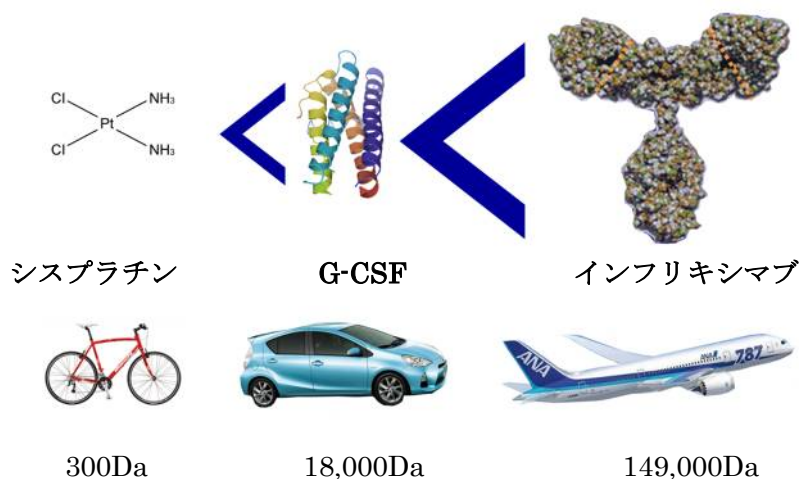 Cl NH₃
Pt
Cl NH₃
シスプラチン G-CSF インフリキシマブ
ANA ANA 787
300Da 18,000Da 149,000Da